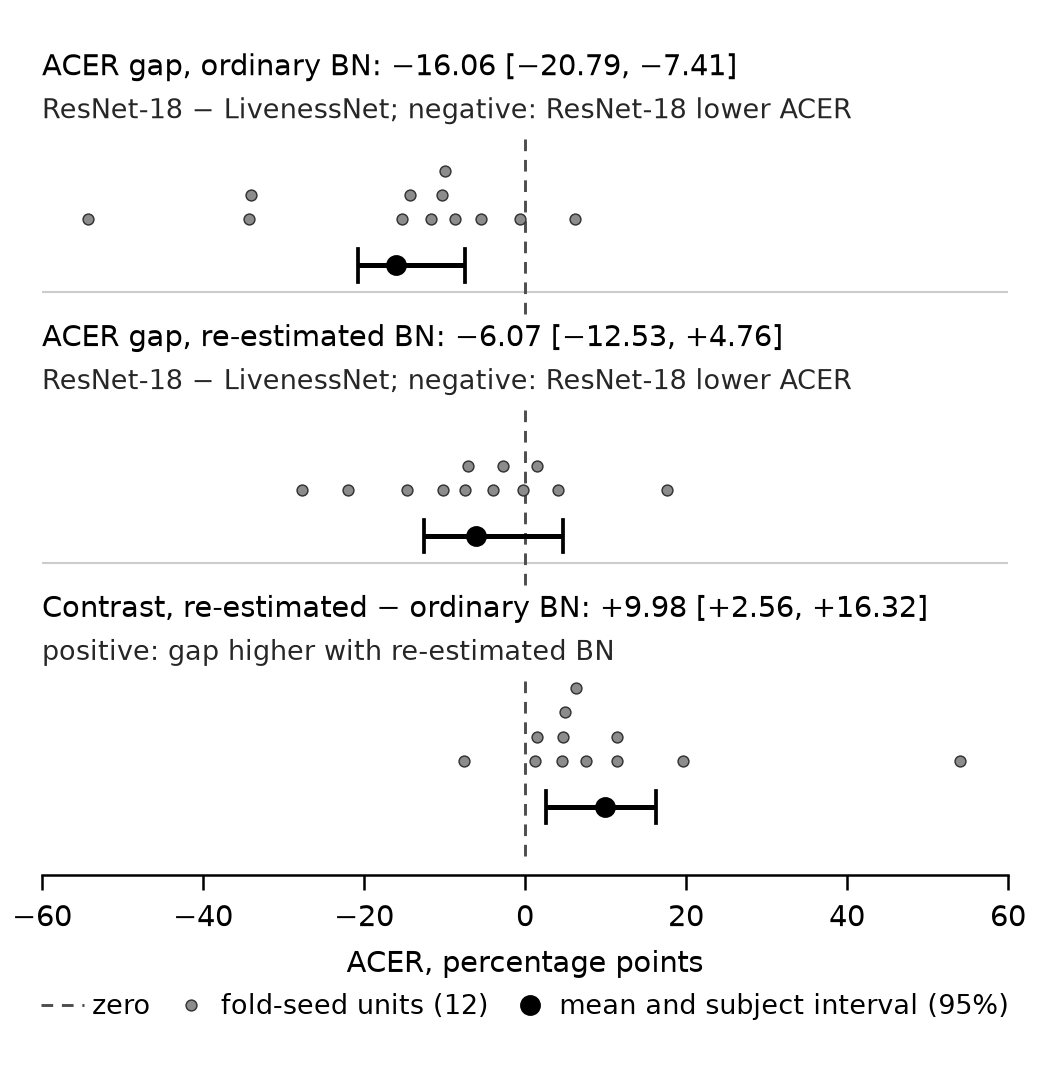 ACER gap, ordinary BN: −16.06 [−20.79, −7.41]
ResNet-18 − LivenessNet; negative: ResNet-18 lower ACER
ACER gap, re-estimated BN: −6.07 [−12.53, +4.76]
ResNet-18 − LivenessNet; negative: ResNet-18 lower ACER
Contrast, re-estimated − ordinary BN: +9.98 [+2.56, +16.32]
positive: gap higher with re-estimated BN
−60 −40 −20 0 20 40 60
ACER, percentage points
zero fold-seed units (12) mean and subject interval (95%)